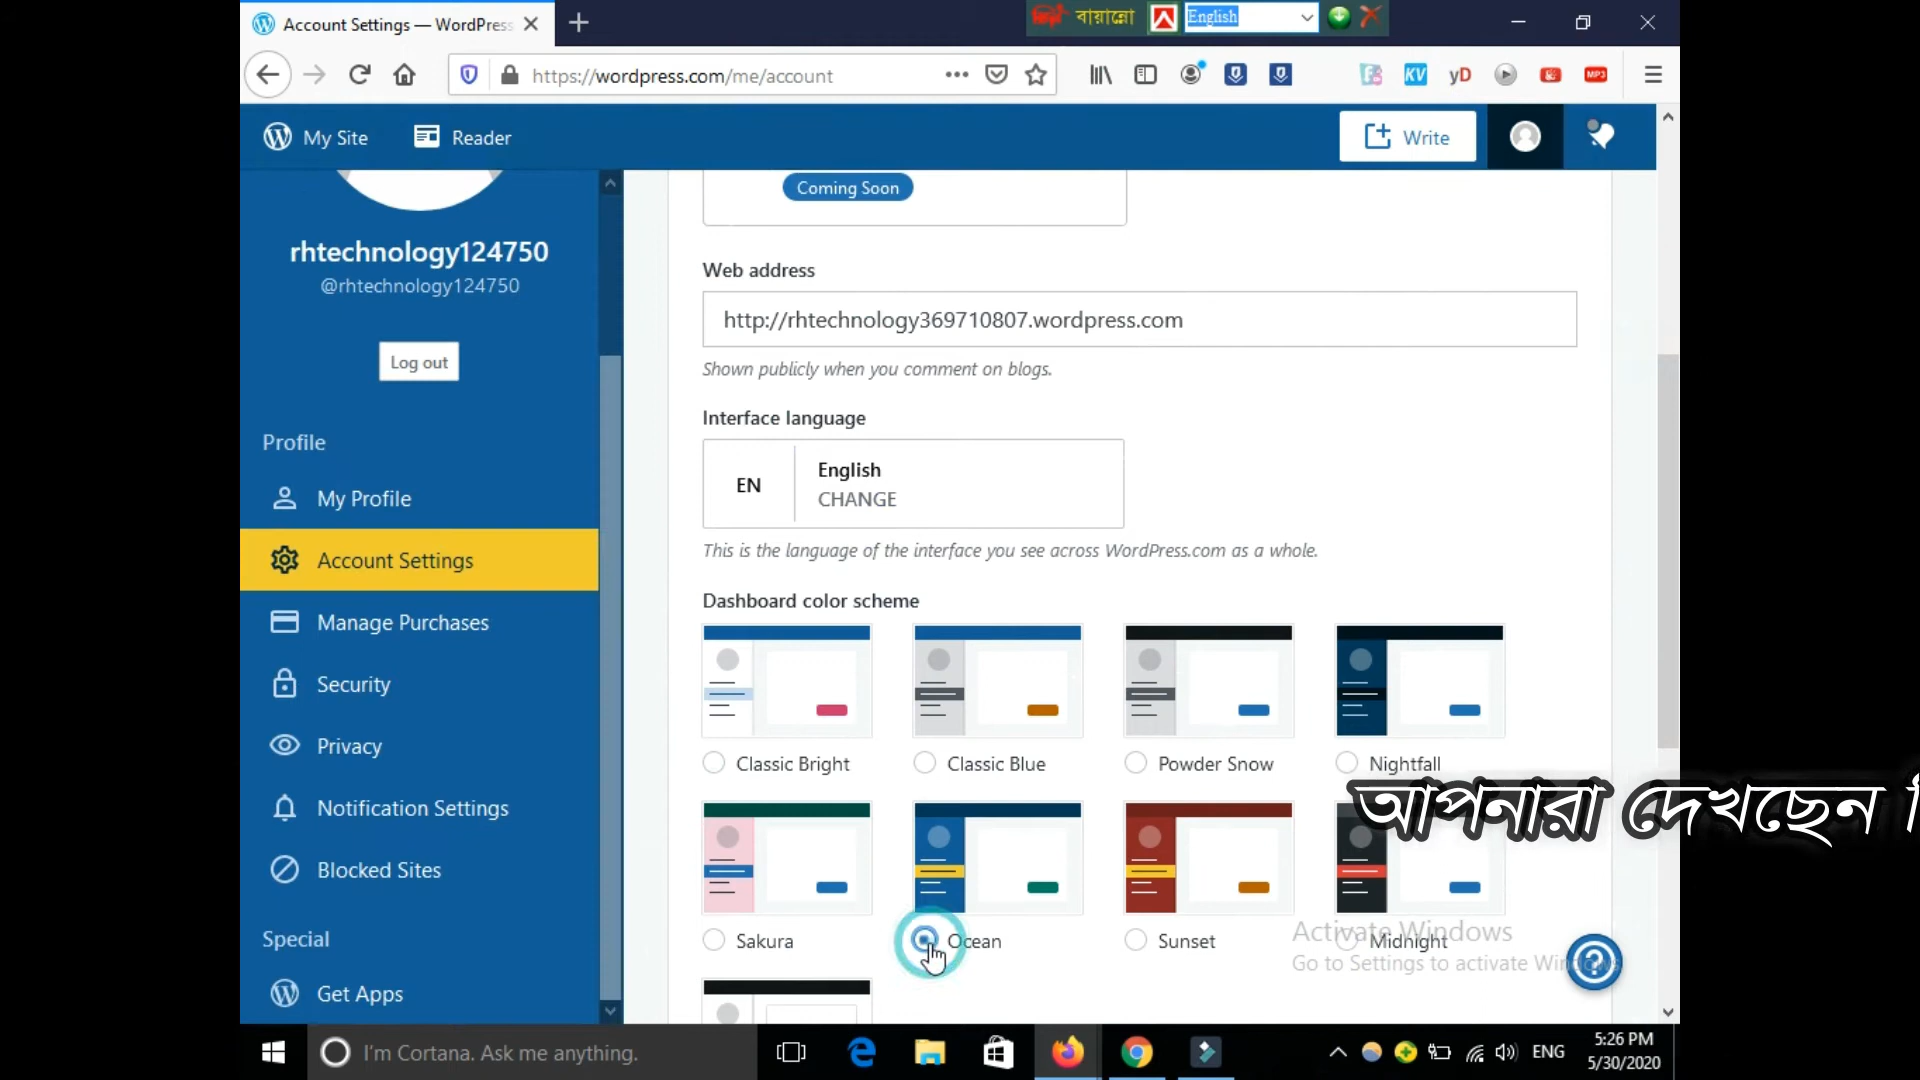 Account Settings — WordPress
বায়ান্নো
English
https://wordpress.com/me/account
KV
yD
MP3
My Site
Reader
Write
Coming Soon
rhtechnology124750
@rhtechnology124750
Log out
Web address
http://rhtechnology369710807.wordpress.com
Shown publicly when you comment on blogs.
Interface language
EN
English
CHANGE
This is the language of the interface you see across WordPress.com as a whole.
Profile
My Profile
Account Settings
Manage Purchases
Security
Privacy
Notification Settings
Blocked Sites
Special
Get Apps
Dashboard color scheme
Classic Bright
Classic Blue
Powder Snow
Nightfall
আপনারা দেখছেন
Sakura
Ocean
Sunset
Midnight
Activate Windows
Go to Settings to activate Windows.
I'm Cortana. Ask me anything.
ENG
5:26 PM
5/30/2020